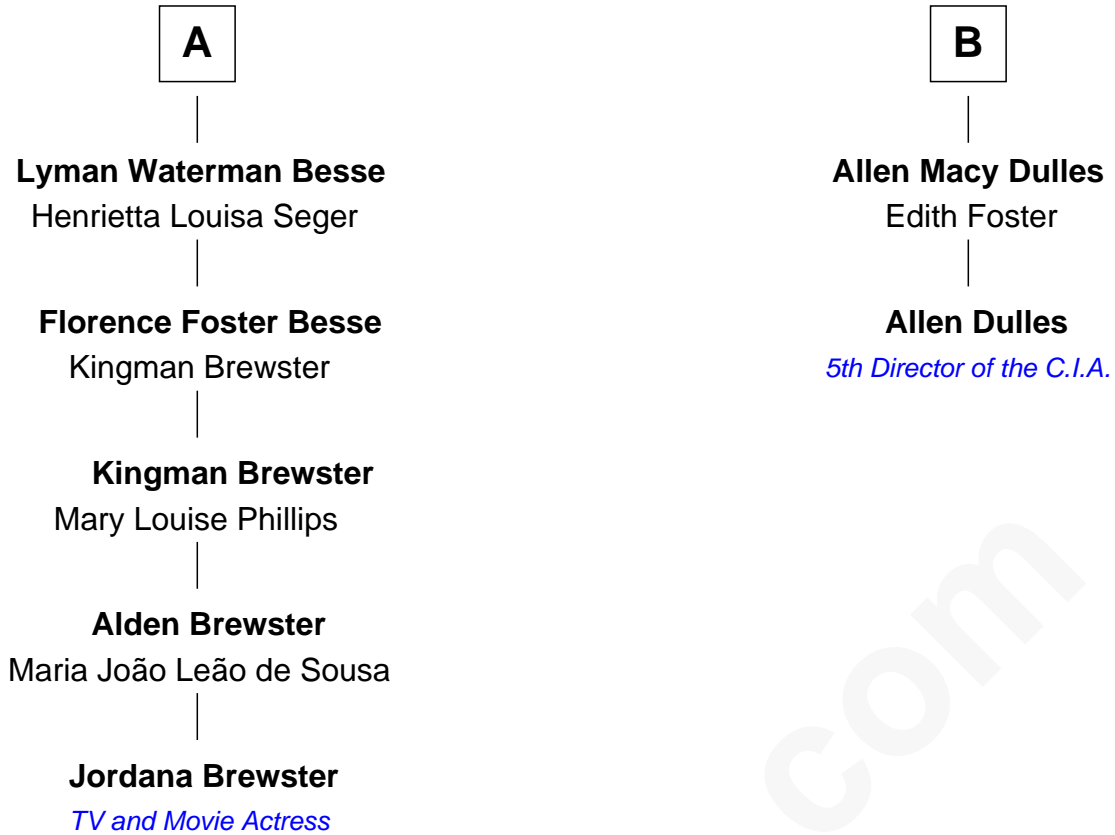 A
Lyman Waterman Besse
Henrietta Louisa Seger
Florence Foster Besse
Kingman Brewster
Kingman Brewster
Mary Louise Phillips
Alden Brewster
Maria João Leão de Sousa
Jordana Brewster
TV and Movie Actress
B
Allen Macy Dulles
Edith Foster
Allen Dulles
5th Director of the C.I.A.
com